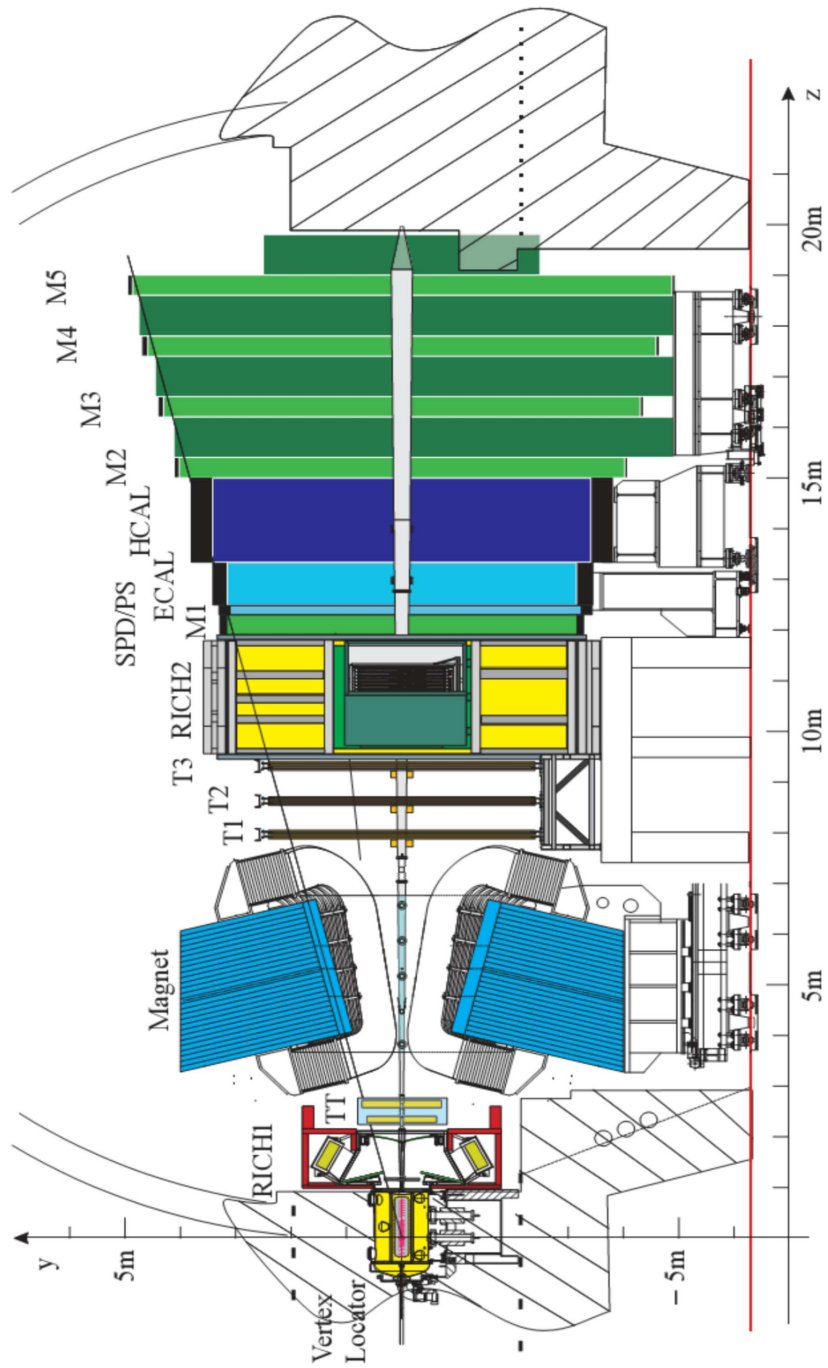 y
5m
− 5m
Vertex
Locator
RICH1
TT
Magnet
T1
T2
T3
RICH2
M1
SPD/PS
ECAL
HCAL
M2
M3
M4
M5
5m
10m
15m
20m
z